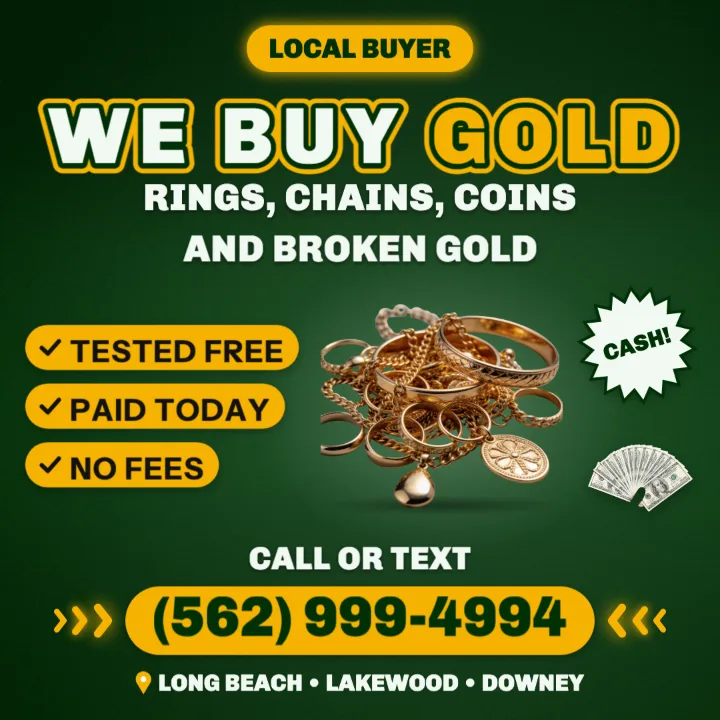 LOCAL BUYER
WE BUY GOLD
RINGS, CHAINS, COINS
AND BROKEN GOLD
TESTED FREE
PAID TODAY
NO FEES
CASH!
CALL OR TEXT
(562) 999-4994
LONG BEACH • LAKEWOOD • DOWNEY